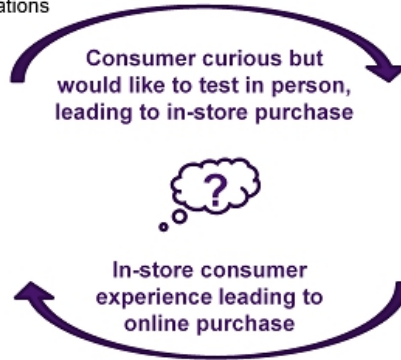 Consumer curious but
would like to test in person,
leading to in-store purchase
?
In-store consumer
experience leading to
online purchase